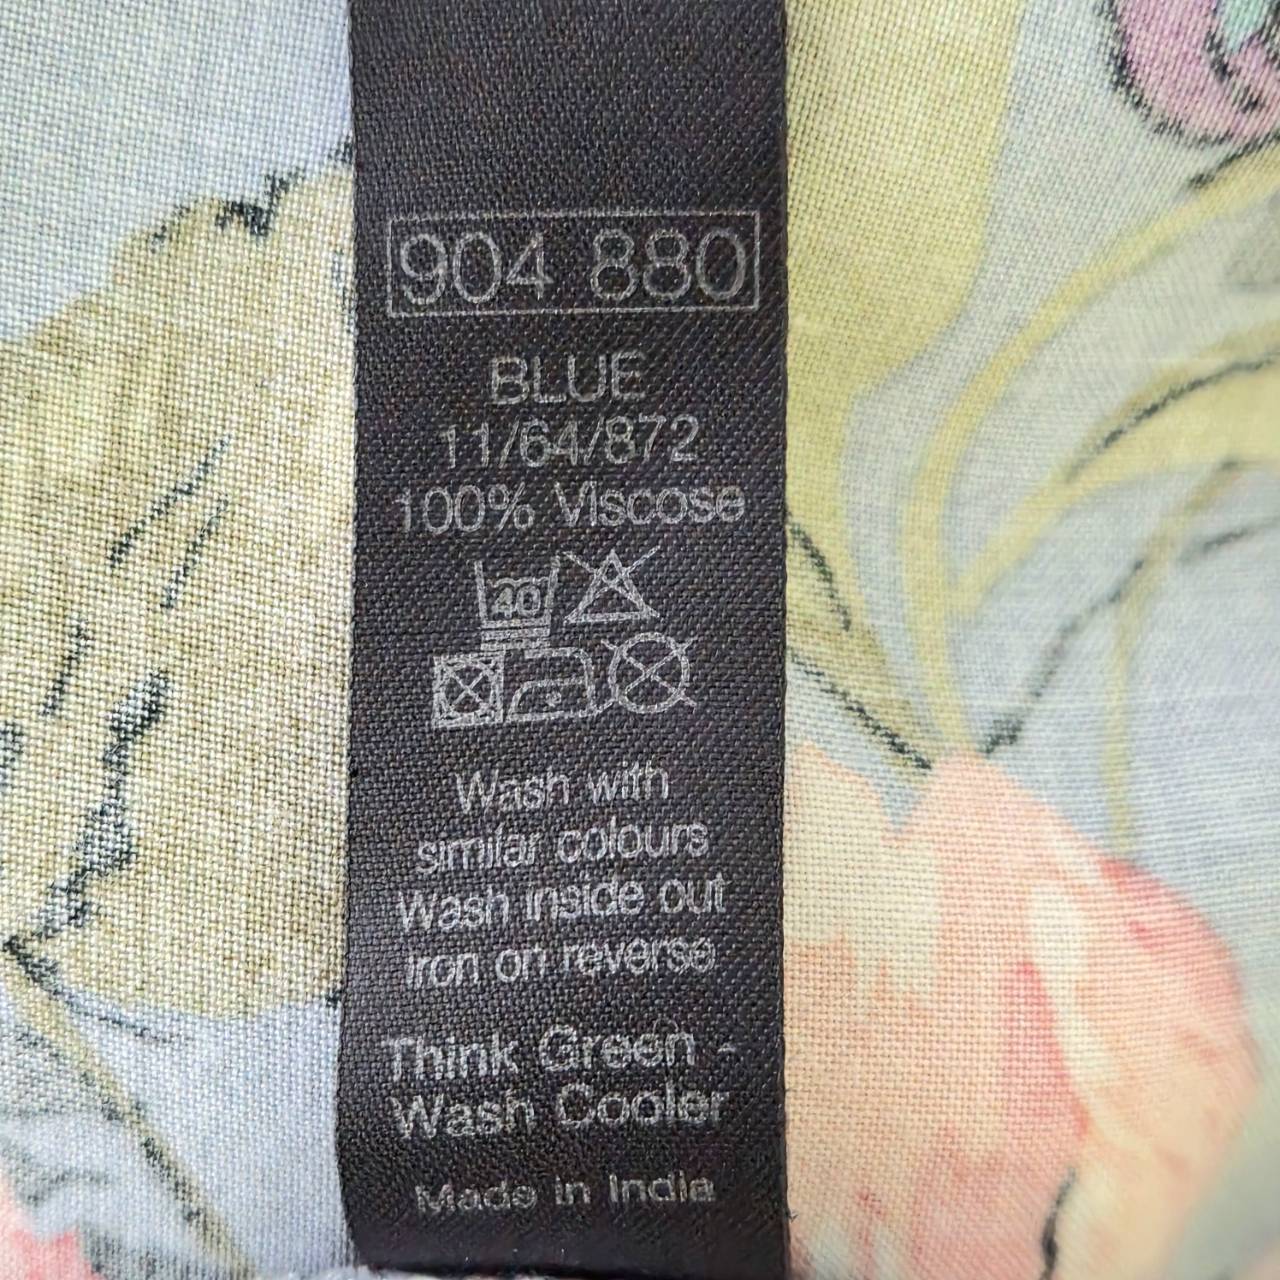 904 880
BLUE
11/64/872
100% Viscose
40
Wash with
similar colours
Wash inside out
iron on reverse
Think Green -
Wash Cooler
Made in India